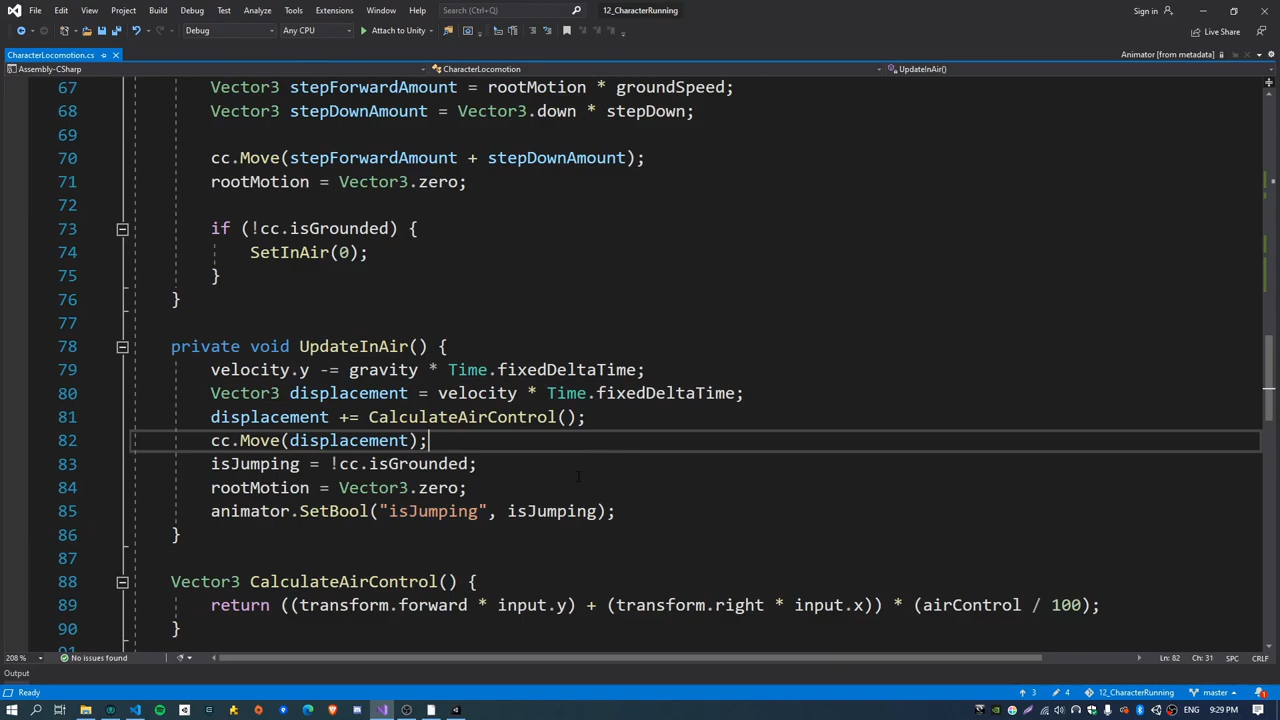 File Edit View Git Project Build Debug Test Analyze Tools Extensions Window Help Search (Ctrl+Q) 12_CharacterRunning Sign in
Debug Any CPU Attach to Unity Live Share
CharacterLocomotion.cs Animator [from metadata]
Assembly-CSharp CharacterLocomotion UpdateInAir()
67 Vector3 stepForwardAmount = rootMotion * groundSpeed;
68 Vector3 stepDownAmount = Vector3.down * stepDown;
69
70 cc.Move(stepForwardAmount + stepDownAmount);
71 rootMotion = Vector3.zero;
72
73 if (!cc.isGrounded) {
74 SetInAir(0);
75 }
76 }
77
78 private void UpdateInAir() {
79 velocity.y -= gravity * Time.fixedDeltaTime;
80 Vector3 displacement = velocity * Time.fixedDeltaTime;
81 displacement += CalculateAirControl();
82 cc.Move(displacement);
83 isJumping = !cc.isGrounded;
84 rootMotion = Vector3.zero;
85 animator.SetBool("isJumping", isJumping);
86 }
87
88 Vector3 CalculateAirControl() {
89 return ((transform.forward * input.y) + (transform.right * input.x)) * (airControl / 100);
90 }
208 % No issues found Ln: 82 Ch: 31 SPC CRLF
Output
Ready 3 4 12_CharacterRunning master 1
ENG 9:29 PM